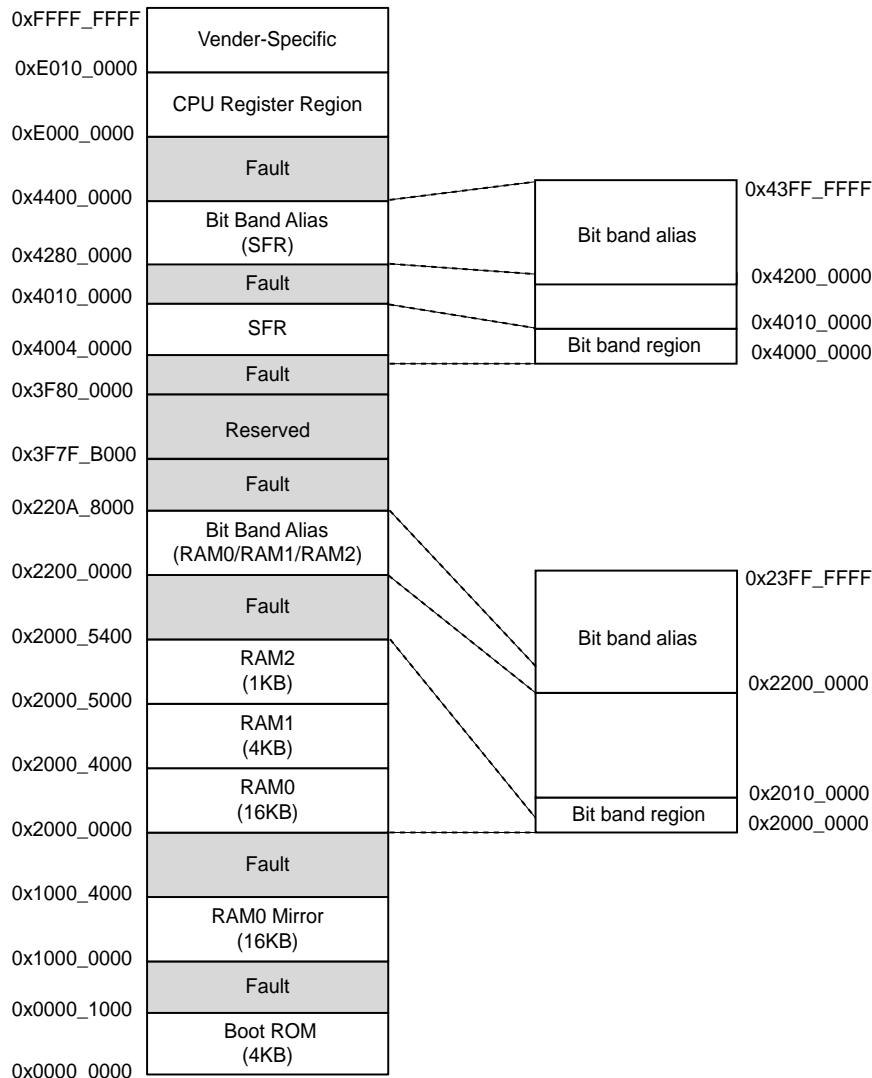 0xFFFF_FFFF
Vender-Specific
0xE010_0000
CPU Register Region
0xE000_0000
Fault
0x4400_0000
Bit Band Alias
(SFR)
0x4280_0000
Fault
0x4010_0000
SFR
0x4004_0000
Fault
0x3F80_0000
Reserved
0x3F7F_B000
Fault
0x220A_8000
Bit Band Alias
(RAM0/RAM1/RAM2)
0x2200_0000
Fault
0x2000_5400
RAM2
(1KB)
0x2000_5000
RAM1
(4KB)
0x2000_4000
RAM0
(16KB)
0x2000_0000
Fault
0x1000_4000
RAM0 Mirror
(16KB)
0x1000_0000
Fault
0x0000_1000
Boot ROM
(4KB)
0x0000_0000
0x43FF_FFFF
Bit band alias
0x4200_0000
0x4010_0000
Bit band region
0x4000_0000
0x23FF_FFFF
Bit band alias
0x2200_0000
0x2010_0000
Bit band region
0x2000_0000